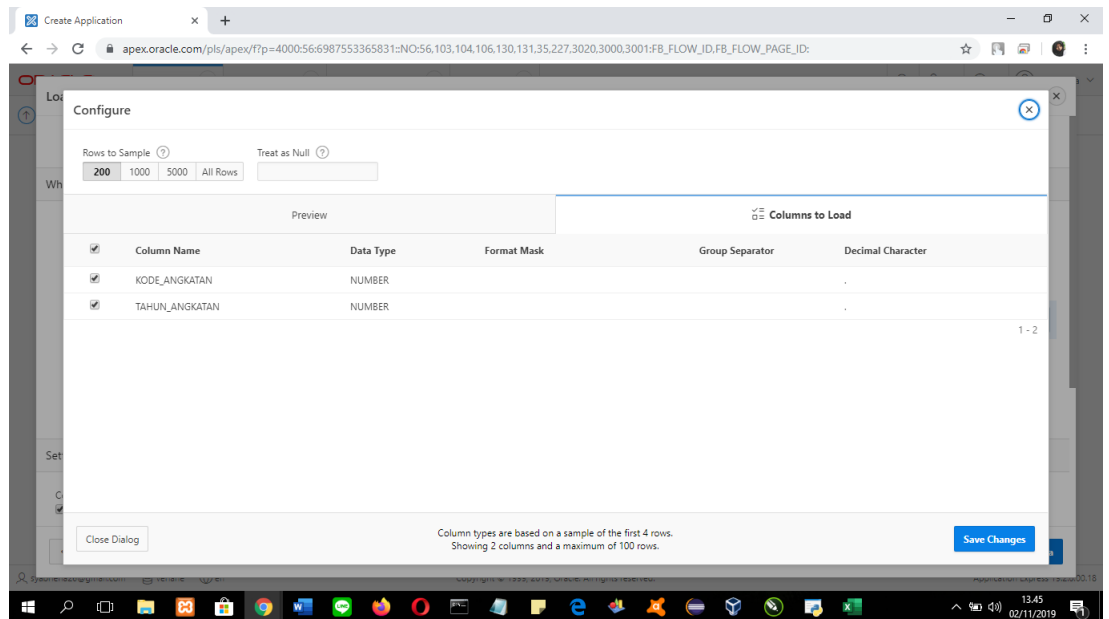 Create Application
apex.oracle.com/pls/apex/f?p=4000:56:6987553365831::NO:56,103,104,106,130,131,35,227,3020,3000,3001:FB_FLOW_ID,FB_FLOW_PAGE_ID:
Loa
Configure
Rows to Sample
Treat as Null
200 1000 5000 All Rows
Wh
Preview
Columns to Load
Column Name Data Type Format Mask Group Separator Decimal Character
KODE_ANGKATAN NUMBER .
TAHUN_ANGKATAN NUMBER .
1 - 2
Set
Close Dialog
Column types are based on a sample of the first 4 rows.
Showing 2 columns and a maximum of 100 rows.
Save Changes
13.45
02/11/2019